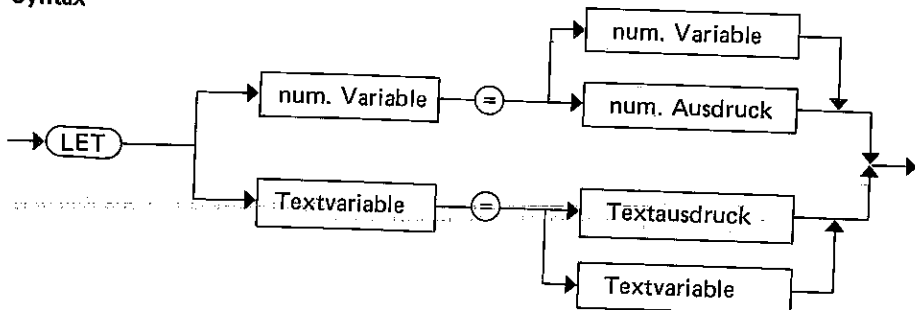 Syntax
num. Variable
num. Variable
=
num. Ausdruck
LET
Textvariable
=
Textausdruck
Textvariable